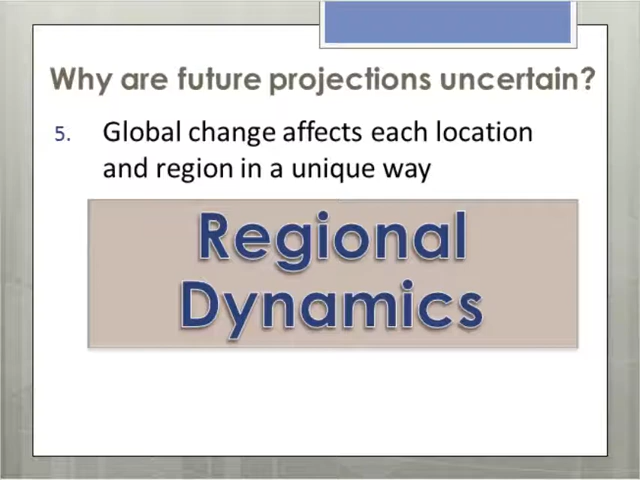 Why are future projections uncertain?
5. Global change affects each location
and region in a unique way
Regional
Dynamics